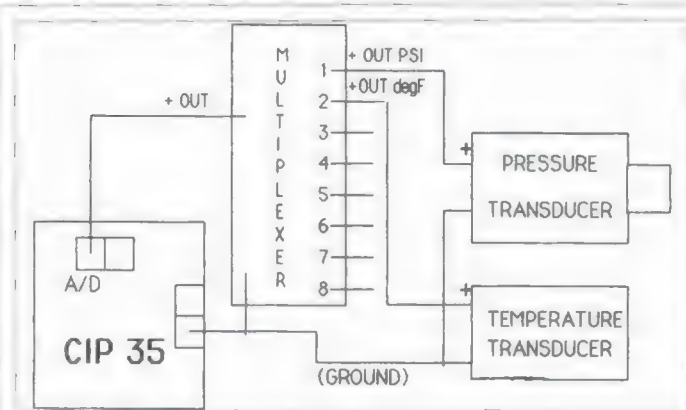 MULTIPLEXER
+ OUT PSI
1
+OUT degF
2
3
4
5
6
7
8
+ OUT
+
PRESSURE
TRANSDUCER
+
TEMPERATURE
TRANSDUCER
A/D
CIP 35
(GROUND)